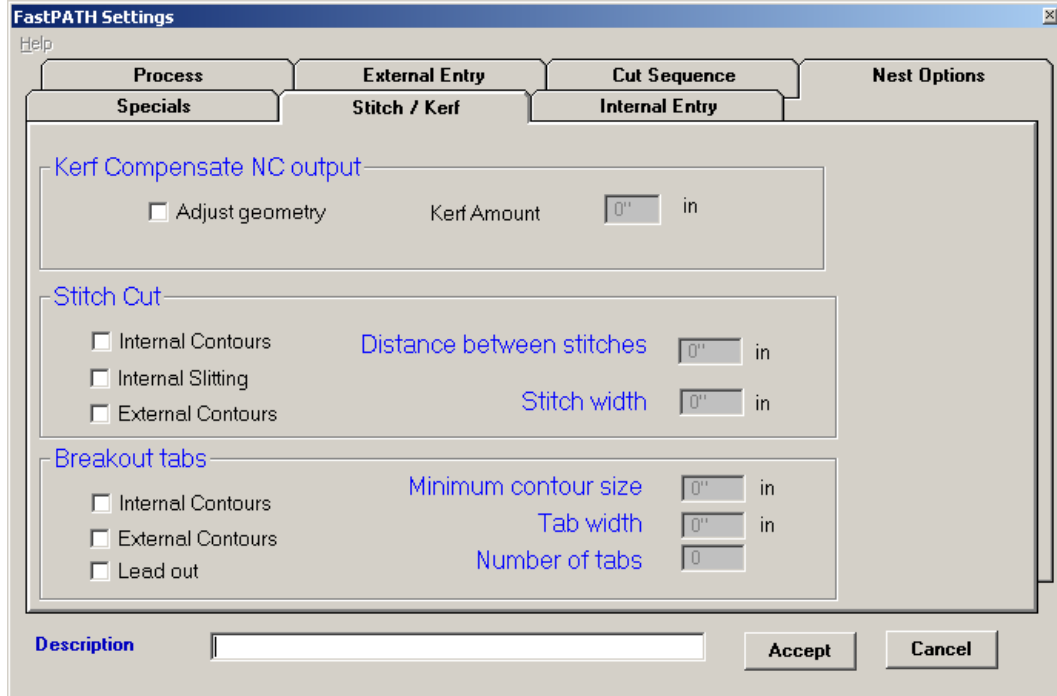 FastPATH Settings
Help
Process External Entry Cut Sequence Nest Options
Specials Stitch / Kerf Internal Entry
Kerf Compensate NC output
Adjust geometry Kerf Amount 0" in
Stitch Cut
Internal Contours Distance between stitches 0" in
Internal Slitting
Stitch width 0" in
External Contours
Breakout tabs
Minimum contour size 0" in
Internal Contours
Tab width 0" in
External Contours
Number of tabs 0
Lead out
Description Accept Cancel